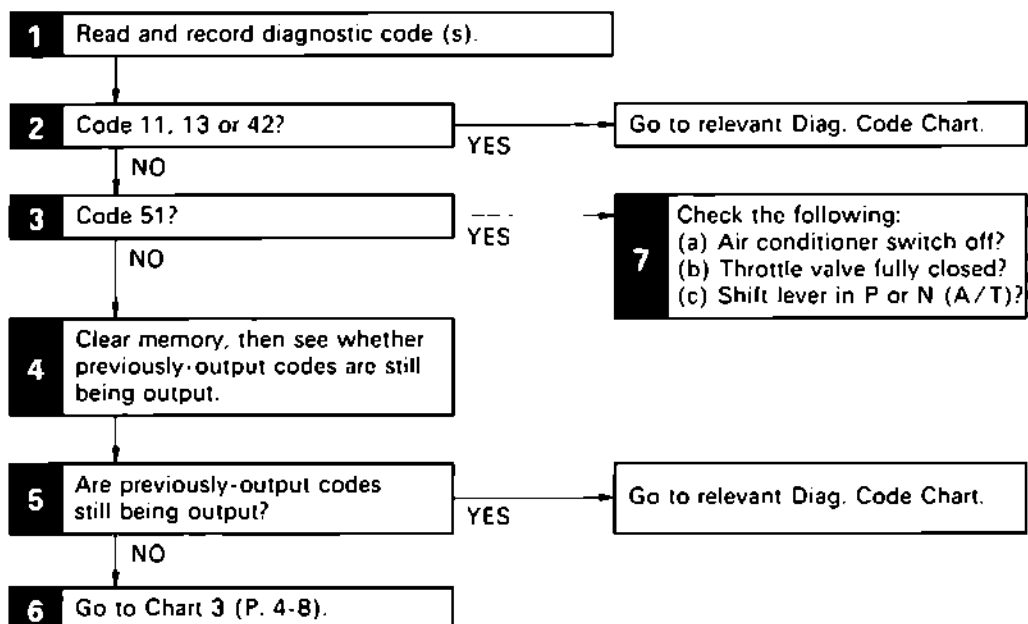 1 Read and record diagnostic code (s).
2 Code 11, 13 or 42?
YES
Go to relevant Diag. Code Chart.
NO
3 Code 51?
YES
7 Check the following:
(a) Air conditioner switch off?
(b) Throttle valve fully closed?
(c) Shift lever in P or N (A/T)?
NO
4 Clear memory, then see whether
previously-output codes are still
being output.
5 Are previously-output codes
still being output?
YES
Go to relevant Diag. Code Chart.
NO
6 Go to Chart 3 (P. 4-8).